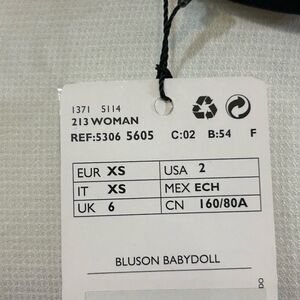 1371 5114
213 WOMAN
REF:5306 5605 C:02 B:54 F
EUR XS USA 2
IT XS MEX ECH
UK 6 CN 160/80A
BLUSON BABYDOLL